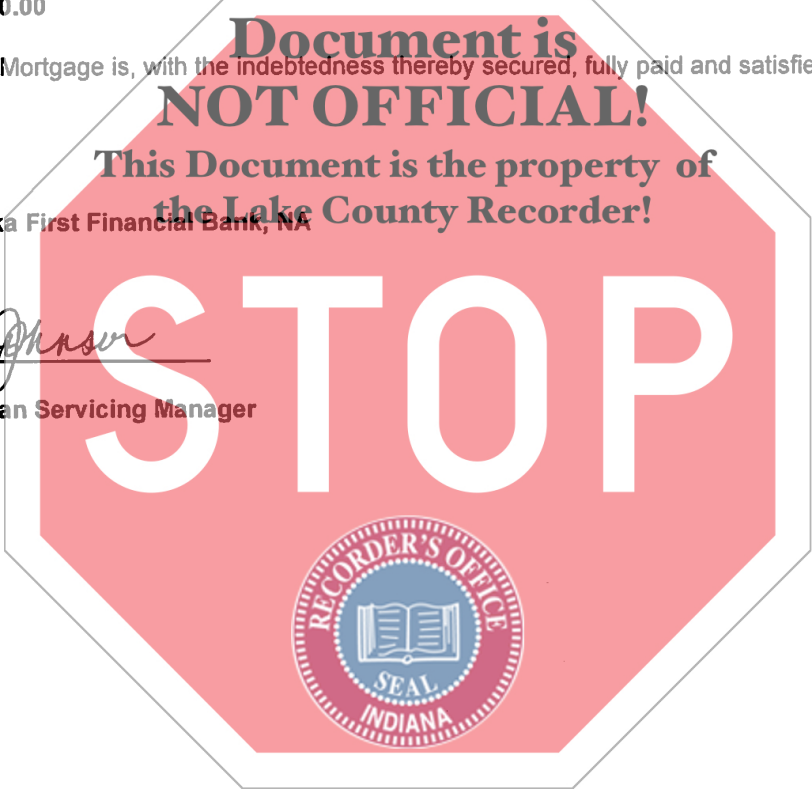 0.00
Document is
Mortgage is, with the indebtedness thereby secured, fully paid and satisfie
NOT OFFICIAL!
This Document is the property of
the Lake County Recorder!
a First Financial Bank, NA
Johnson
an Servicing Manager
STOP
RECORDER'S OFFICE
SEAL
INDIANA